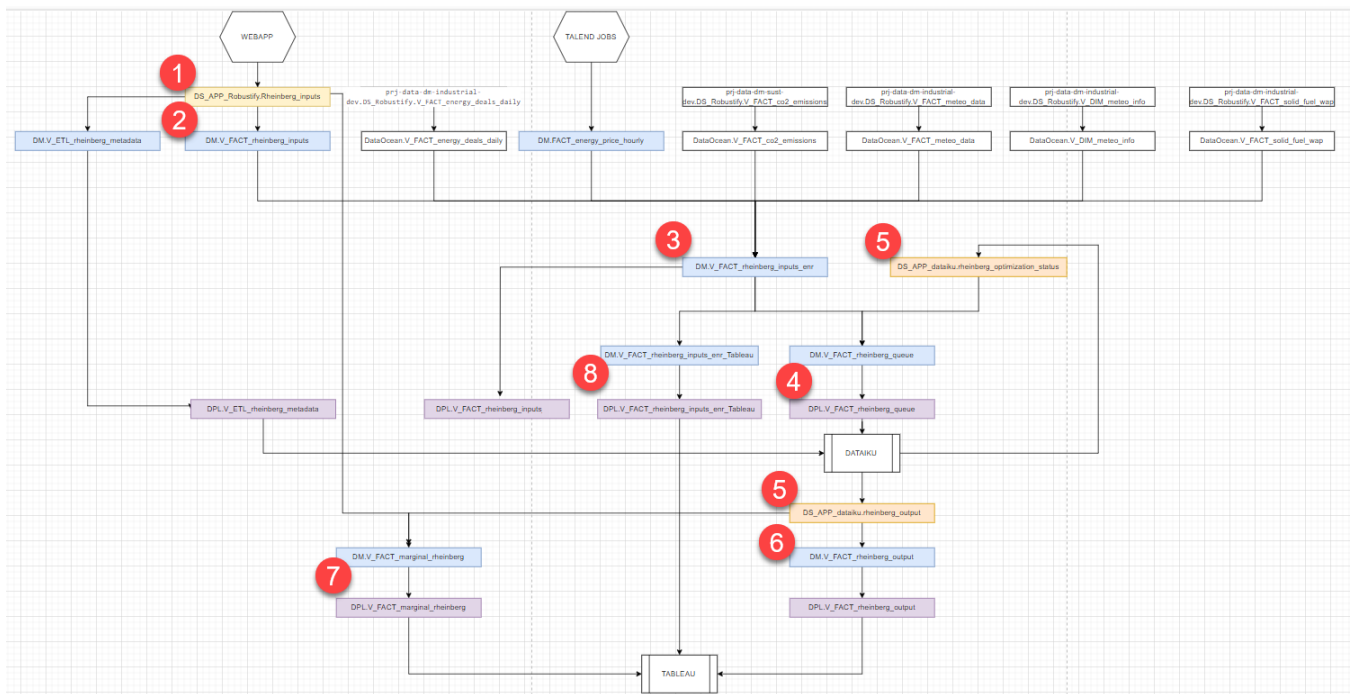 WEBAPP
TALEND JOBS
1
DS_APP_Robustify.Rheinberg_inputs
prj-data-dm-industrial-
dev.DS_Robustify.V_FACT_energy_deals_daily
prj-data-dm-sust-
dev.DS_Robustify.V_FACT_co2_emissions
prj-data-dm-industrial-
dev.DS_Robustify.V_FACT_meteo_data
prj-data-dm-industrial-
dev.DS_Robustify.V_DIM_meteo_info
prj-data-dm-industrial-
dev.DS_Robustify.V_FACT_solid_fuel_wap
2
DM.V_ETL_rheinberg_metadata
DM.V_FACT_rheinberg_inputs
DataOcean.V_FACT_energy_deals_daily
DM.FACT_energy_price_hourly
DataOcean.V_FACT_co2_emissions
DataOcean.V_FACT_meteo_data
DataOcean.V_DIM_meteo_info
DataOcean.V_FACT_solid_fuel_wap
3
DM.V_FACT_rheinberg_inputs_enr
5
DS_APP_dataiku.rheinberg_optimization_status
DM.V_FACT_rheinberg_inputs_enr_Tableau
DM.V_FACT_rheinberg_queue
8
4
DPL.V_ETL_rheinberg_metadata
DPL.V_FACT_rheinberg_inputs
DPL.V_FACT_rheinberg_inputs_enr_Tableau
DPL.V_FACT_rheinberg_queue
DATAIKU
5
DS_APP_dataiku.rheinberg_output
6
DM.V_FACT_marginal_rheinberg
DM.V_FACT_rheinberg_output
7
DPL.V_FACT_marginal_rheinberg
DPL.V_FACT_rheinberg_output
TABLEAU